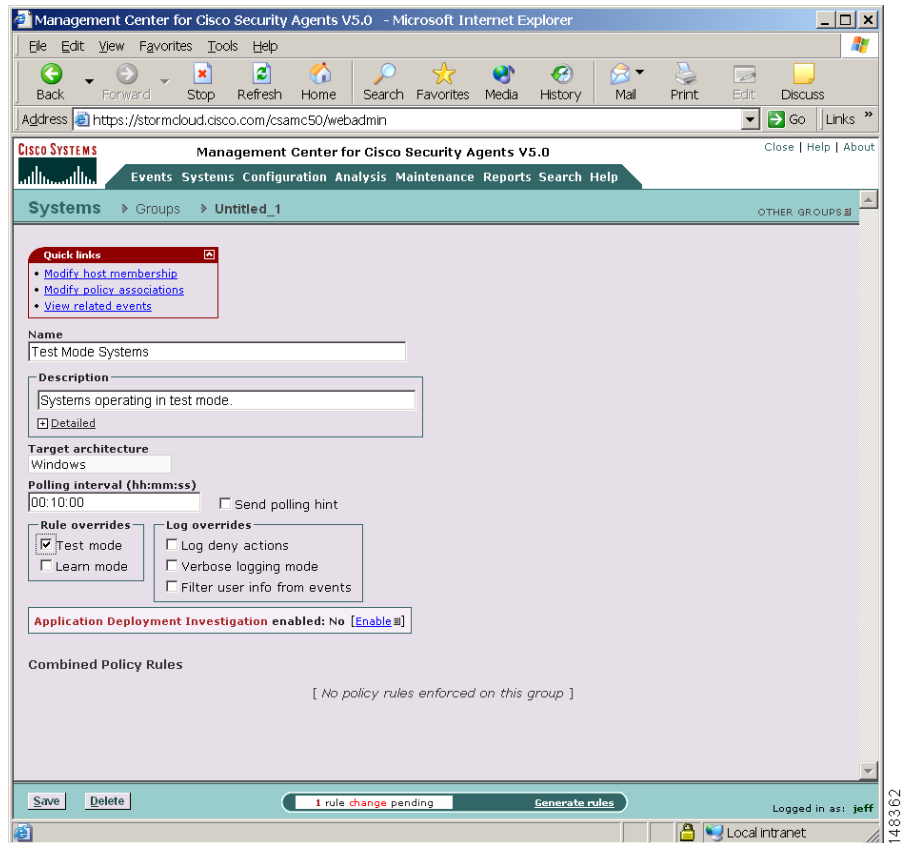 Management Center for Cisco Security Agents V5.0 - Microsoft Internet Explorer
File Edit View Favorites Tools Help
Back Forward Stop Refresh Home Search Favorites Media History Mail Print Edit Discuss
Address https://stormcloud.cisco.com/csamc50/webadmin Go Links »
CISCO SYSTEMS Management Center for Cisco Security Agents V5.0 Close | Help | About
Events Systems Configuration Analysis Maintenance Reports Search Help
Systems Groups Untitled_1 OTHER GROUPS
Quick links
• Modify host membership
• Modify policy associations
• View related events
Name
Test Mode Systems
Description
Systems operating in test mode.
+ Detailed
Target architecture
Windows
Polling interval (hh:mm:ss)
00:10:00 Send polling hint
Rule overrides Log overrides
Test mode Log deny actions
Learn mode Verbose logging mode
Filter user info from events
Application Deployment Investigation enabled: No [Enable]
Combined Policy Rules
[ No policy rules enforced on this group ]
Save Delete 1 rule change pending Generate rules Logged in as: jeff
Local intranet
148362